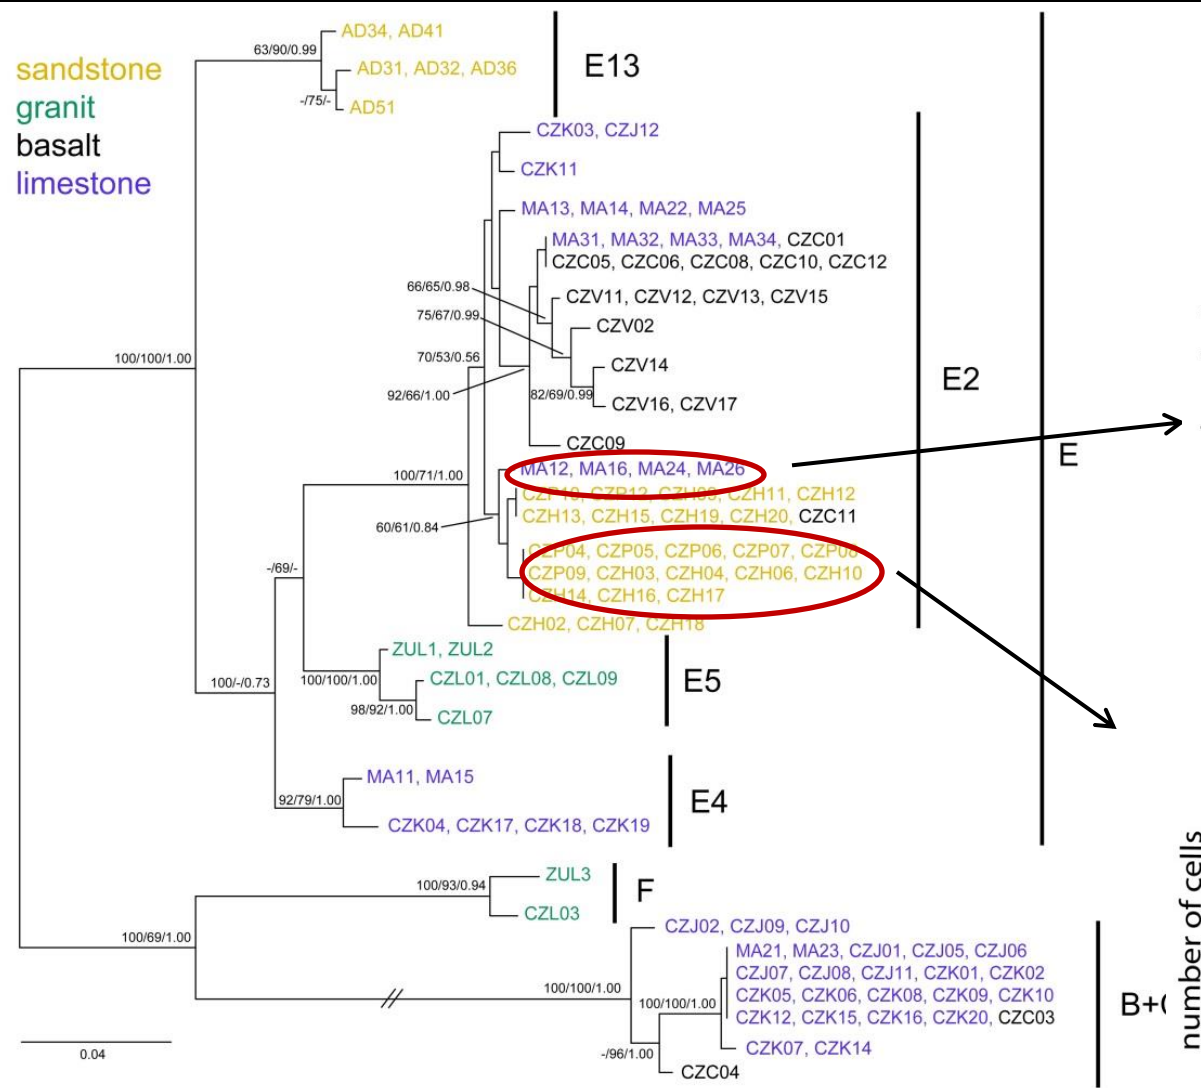 sandstone
granit
basalt
limestone
63/90/0.99
AD34, AD41
AD31, AD32, AD36
-/75/-
AD51
E13
CZK03, CZJ12
CZK11
MA13, MA14, MA22, MA25
MA31, MA32, MA33, MA34, CZC01
CZC05, CZC06, CZC08, CZC10, CZC12
66/65/0.98
CZV11, CZV12, CZV13, CZV15
75/67/0.99
CZV02
100/100/1.00
70/53/0.56
CZV14
E2
92/66/1.00
82/69/0.99
CZV16, CZV17
CZC09
E
100/71/1.00
MA12, MA16, MA24, MA26
CZP10, CZP12, CZH09, CZH11, CZH12
CZH13, CZH15, CZH19, CZH20, CZC11
60/61/0.84
CZP04, CZP05, CZP06, CZP07, CZP08
CZP09, CZH03, CZH04, CZH06, CZH10
CZH14, CZH16, CZH17
-/69/-
CZH02, CZH07, CZH18
ZUL1, ZUL2
100/-/0.73
100/100/1.00
CZL01, CZL08, CZL09
E5
98/92/1.00
CZL07
MA11, MA15
92/79/1.00
E4
CZK04, CZK17, CZK18, CZK19
100/93/0.94
ZUL3
F
CZL03
100/69/1.00
CZJ02, CZJ09, CZJ10
MA21, MA23, CZJ01, CZJ05, CZJ06
CZJ07, CZJ08, CZJ11, CZK01, CZK02
100/100/1.00
100/100/1.00
CZK05, CZK06, CZK08, CZK09, CZK10
CZK12, CZK15, CZK16, CZK20, CZC03
B+
-/96/1.00
CZK07, CZK14
CZC04
0.04
number of cells